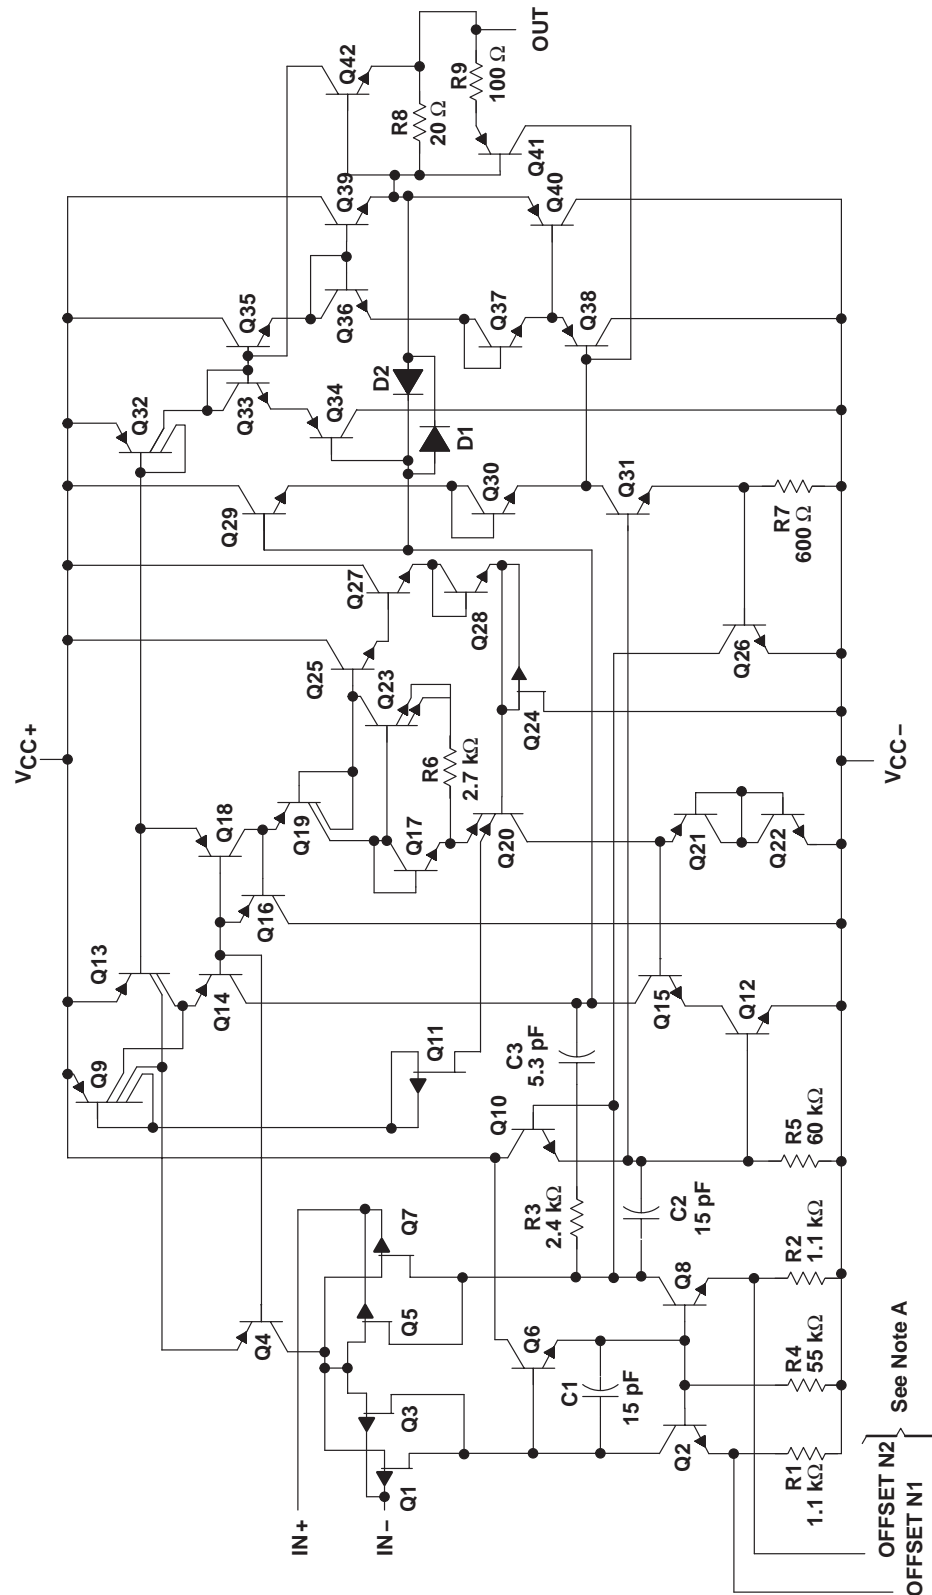 VCC+
Q9
Q13
Q18
Q32
Q14
Q16
Q19
Q25
Q29
Q33
Q35
Q42
Q4
Q11
Q17
Q23
Q27
Q34
Q36
Q39
R6
2.7 kΩ
Q28
D2
D1
R8
20 Ω
R9
100 Ω
OUT
IN+
IN−
Q7
Q5
Q3
Q1
Q10
C3
5.3 pF
R3
2.4 kΩ
Q20
Q24
Q30
Q37
Q41
Q40
Q38
Q6
C1
15 pF
C2
15 pF
Q15
Q21
Q22
Q26
Q31
Q2
Q8
Q12
R7
600 Ω
R1
1.1 kΩ
R4
55 kΩ
R2
1.1 kΩ
R5
60 kΩ
VCC−
OFFSET N2
OFFSET N1
See Note A